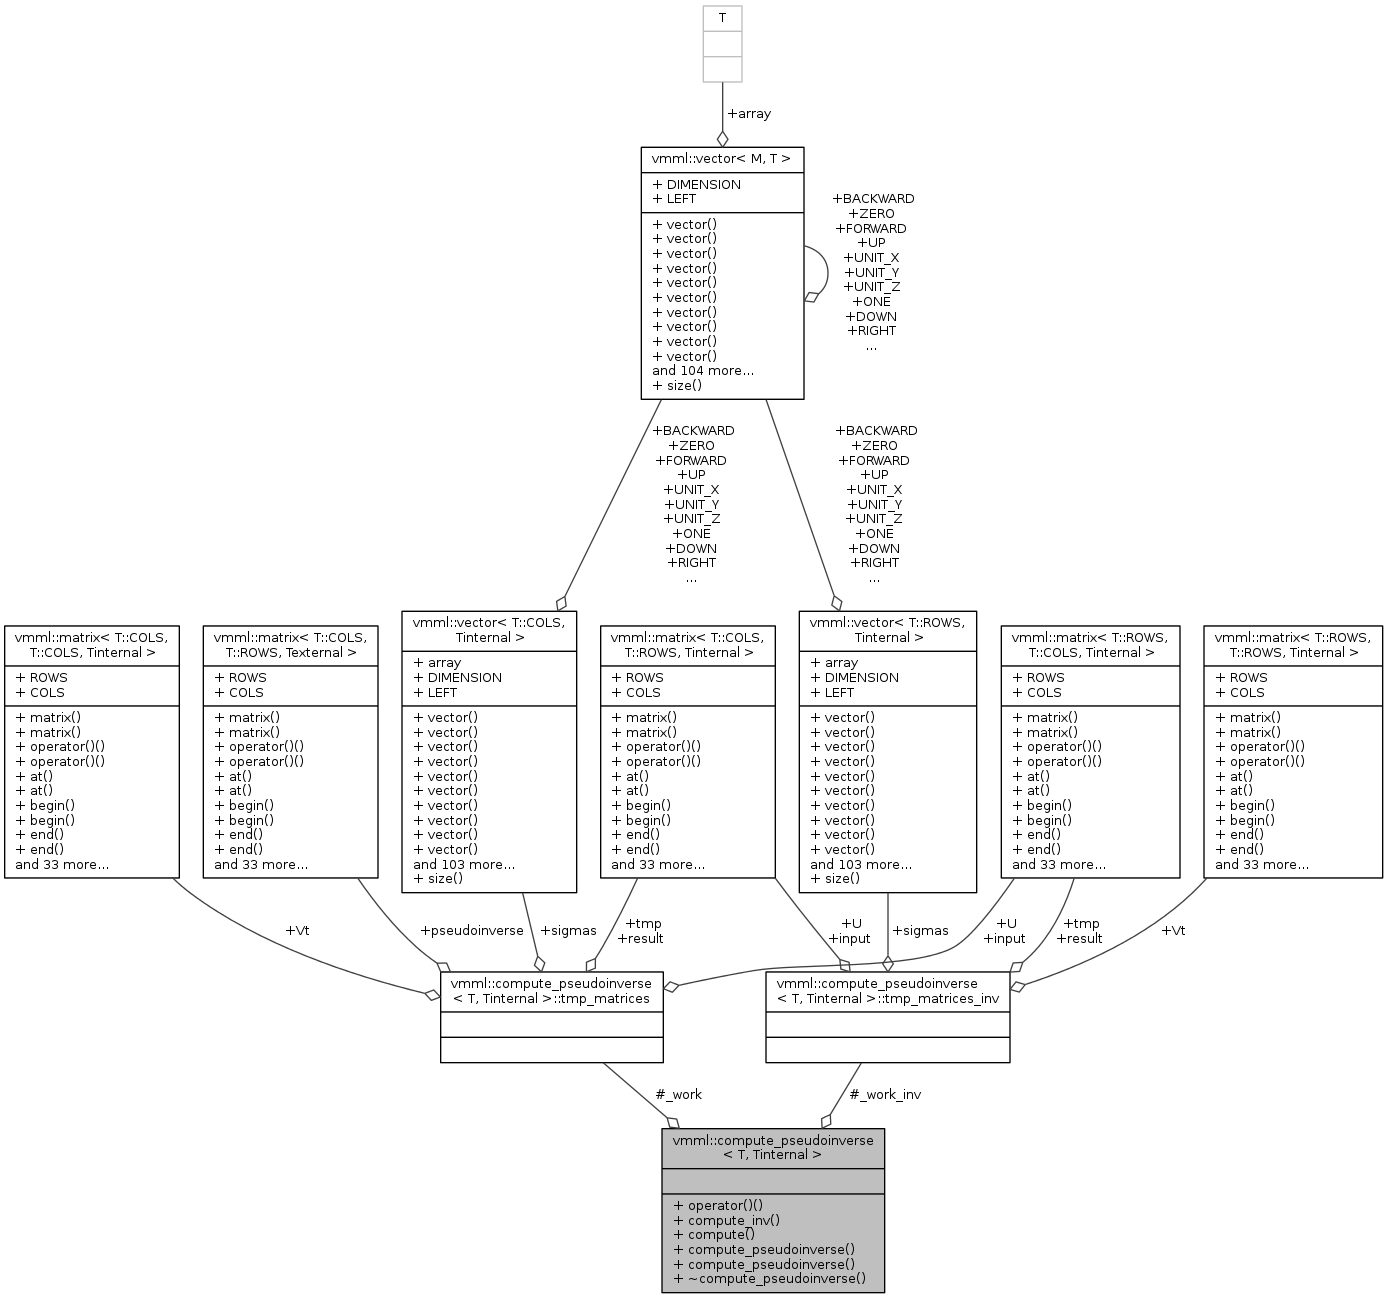 T
+array
vmml::vector< M, T >
+ DIMENSION
+ LEFT
+ vector()
+ vector()
+ vector()
+ vector()
+ vector()
+ vector()
+ vector()
+ vector()
+ vector()
+ vector()
and 104 more...
+ size()
+BACKWARD
+ZERO
+FORWARD
+UP
+UNIT_X
+UNIT_Y
+UNIT_Z
+ONE
+DOWN
+RIGHT
...
+BACKWARD
+ZERO
+FORWARD
+UP
+UNIT_X
+UNIT_Y
+UNIT_Z
+ONE
+DOWN
+RIGHT
...
+BACKWARD
+ZERO
+FORWARD
+UP
+UNIT_X
+UNIT_Y
+UNIT_Z
+ONE
+DOWN
+RIGHT
...
vmml::matrix< T::COLS,
T::COLS, Tinternal >
+ ROWS
+ COLS
+ matrix()
+ matrix()
+ operator()()
+ operator()()
+ at()
+ at()
+ begin()
+ begin()
+ end()
+ end()
and 33 more...
vmml::matrix< T::COLS,
T::ROWS, Texternal >
+ ROWS
+ COLS
+ matrix()
+ matrix()
+ operator()()
+ operator()()
+ at()
+ at()
+ begin()
+ begin()
+ end()
+ end()
and 33 more...
vmml::vector< T::COLS,
Tinternal >
+ array
+ DIMENSION
+ LEFT
+ vector()
+ vector()
+ vector()
+ vector()
+ vector()
+ vector()
+ vector()
+ vector()
+ vector()
+ vector()
and 103 more...
+ size()
vmml::matrix< T::COLS,
T::ROWS, Tinternal >
+ ROWS
+ COLS
+ matrix()
+ matrix()
+ operator()()
+ operator()()
+ at()
+ at()
+ begin()
+ begin()
+ end()
+ end()
and 33 more...
vmml::vector< T::ROWS,
Tinternal >
+ array
+ DIMENSION
+ LEFT
+ vector()
+ vector()
+ vector()
+ vector()
+ vector()
+ vector()
+ vector()
+ vector()
+ vector()
+ vector()
and 103 more...
+ size()
vmml::matrix< T::ROWS,
T::COLS, Tinternal >
+ ROWS
+ COLS
+ matrix()
+ matrix()
+ operator()()
+ operator()()
+ at()
+ at()
+ begin()
+ begin()
+ end()
+ end()
and 33 more...
vmml::matrix< T::ROWS,
T::ROWS, Tinternal >
+ ROWS
+ COLS
+ matrix()
+ matrix()
+ operator()()
+ operator()()
+ at()
+ at()
+ begin()
+ begin()
+ end()
+ end()
and 33 more...
+Vt
+pseudoinverse
+sigmas
+tmp
+result
+U
+input
+sigmas
+U
+input
+tmp
+result
+Vt
vmml::compute_pseudoinverse
< T, Tinternal >::tmp_matrices
vmml::compute_pseudoinverse
< T, Tinternal >::tmp_matrices_inv
#_work
#_work_inv
vmml::compute_pseudoinverse
< T, Tinternal >
+ operator()()
+ compute_inv()
+ compute()
+ compute_pseudoinverse()
+ compute_pseudoinverse()
+ ~compute_pseudoinverse()